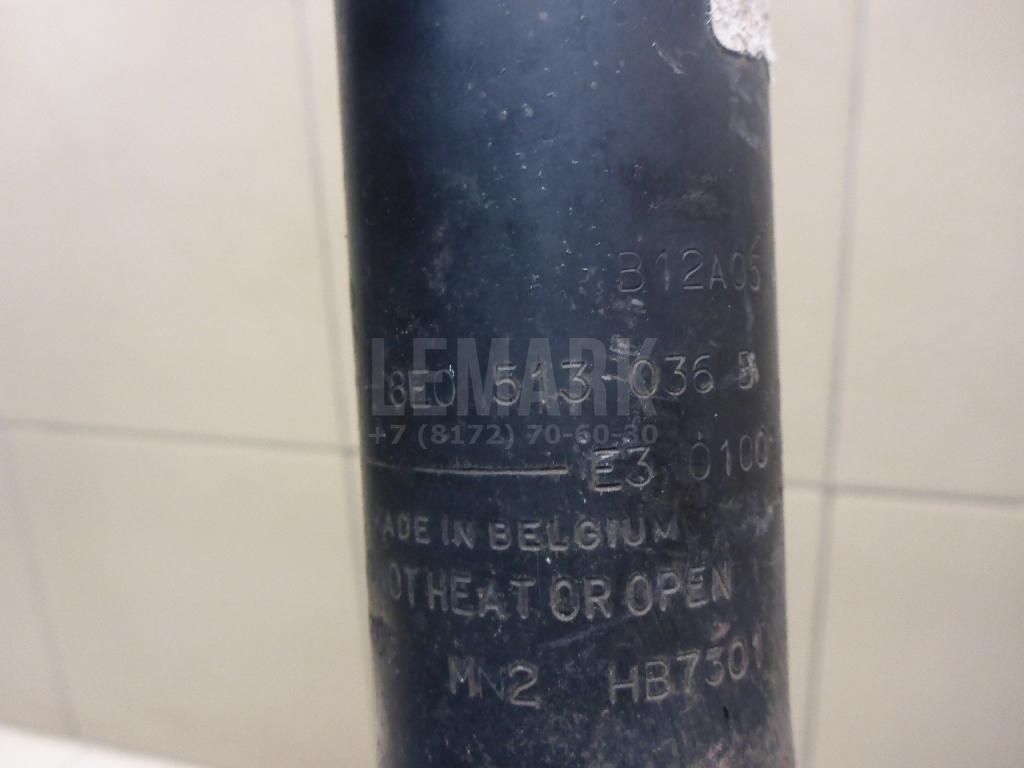 B12A05
LEMARK
8E0 513 036
+7 (8172) 70-60-30
E3 0100
MADE IN BELGIUM
OT HEAT OR OPEN
MN2 HB7301